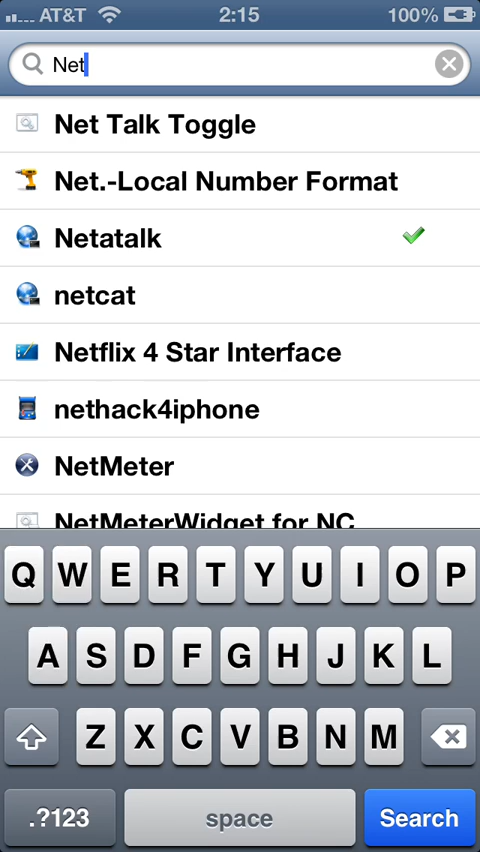 AT&T 2:15 100%
Net
Net Talk Toggle
Net.-Local Number Format
Netatalk
netcat
Netflix 4 Star Interface
nethack4iphone
NetMeter
NetMeterWidget for NC
Q W E R T Y U I O P
A S D F G H J K L
Z X C V B N M
.?123 space Search